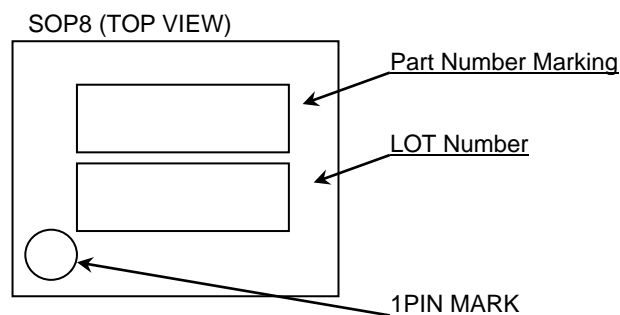 SOP8 (TOP VIEW)
Part Number Marking
LOT Number
1PIN MARK